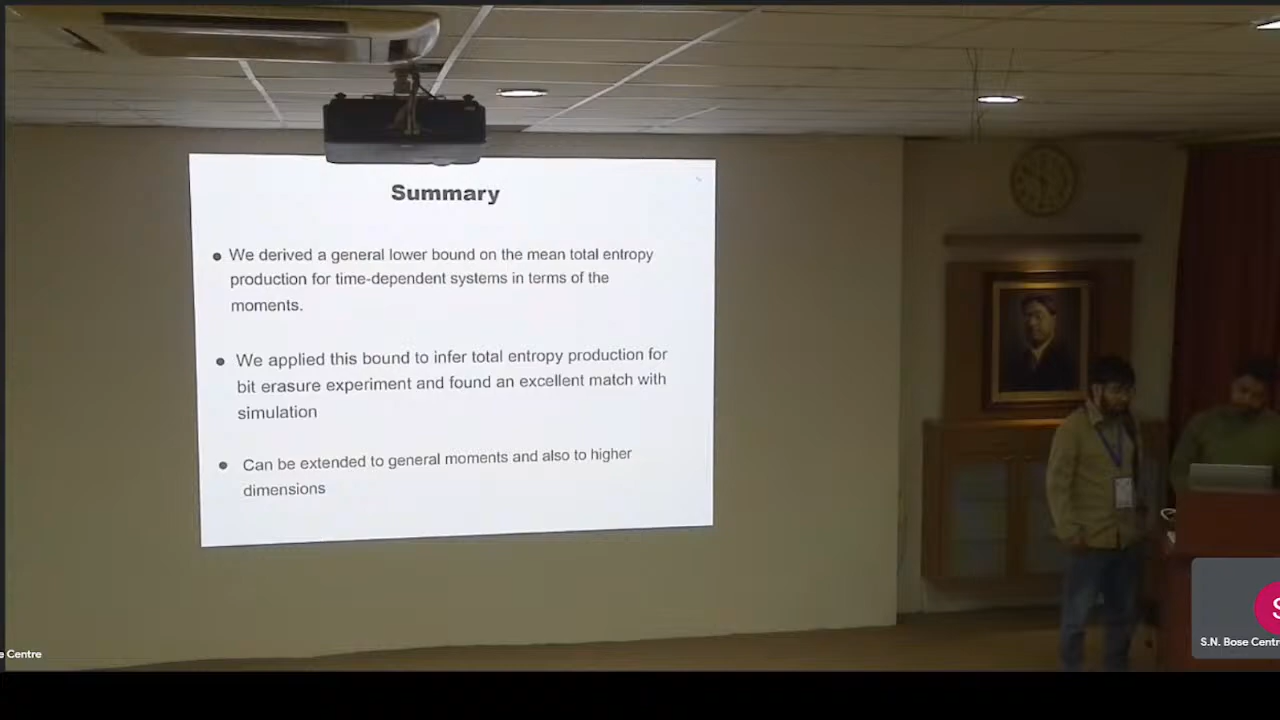 Summary
● We derived a general lower bound on the mean total entropy
production for time-dependent systems in terms of the
moments.
● We applied this bound to infer total entropy production for
bit erasure experiment and found an excellent match with
simulation
● Can be extended to general moments and also to higher
dimensions
S
S.N. Bose Centr
e Centre